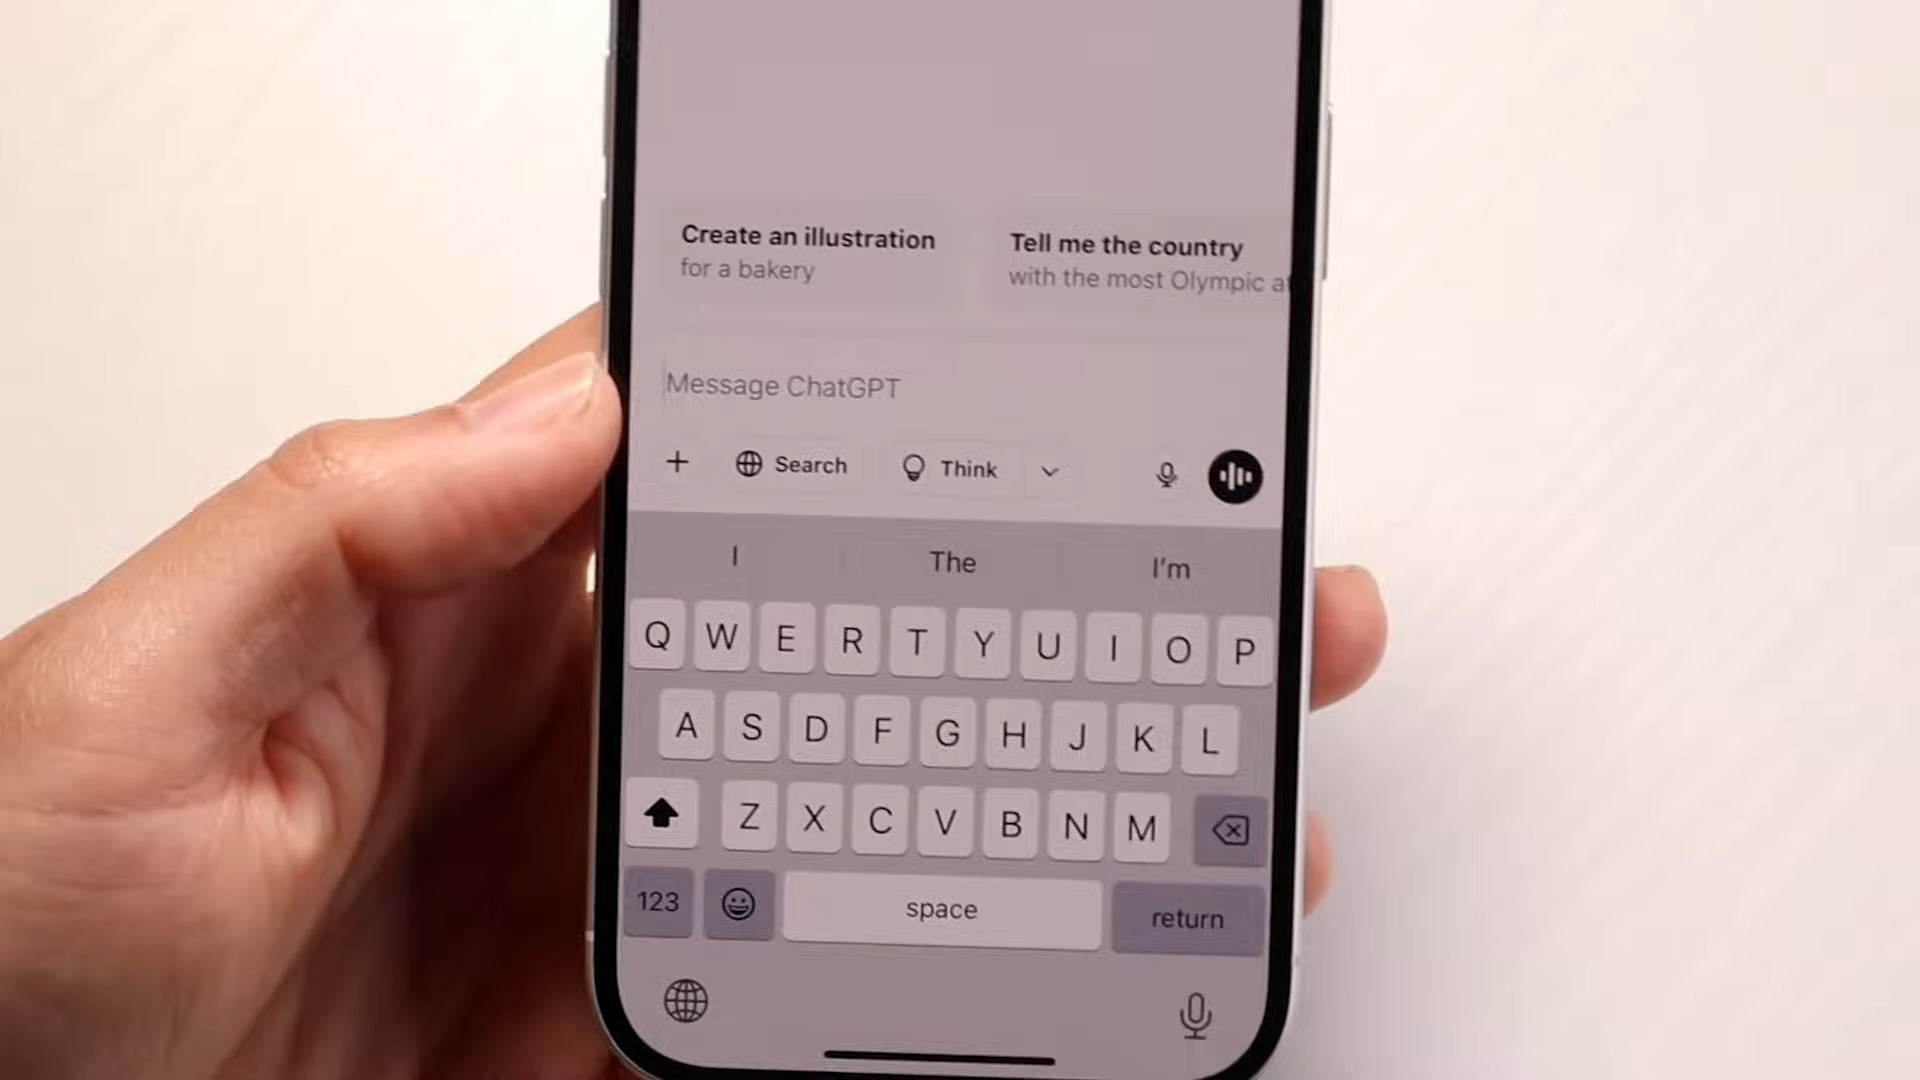 Create an illustration
for a bakery
Tell me the country
with the most Olympic
Message ChatGPT
Search
Think
I
The
I'm
Q W E R T Y U I O P
A S D F G H J K L
Z X C V B N M
123
space
return